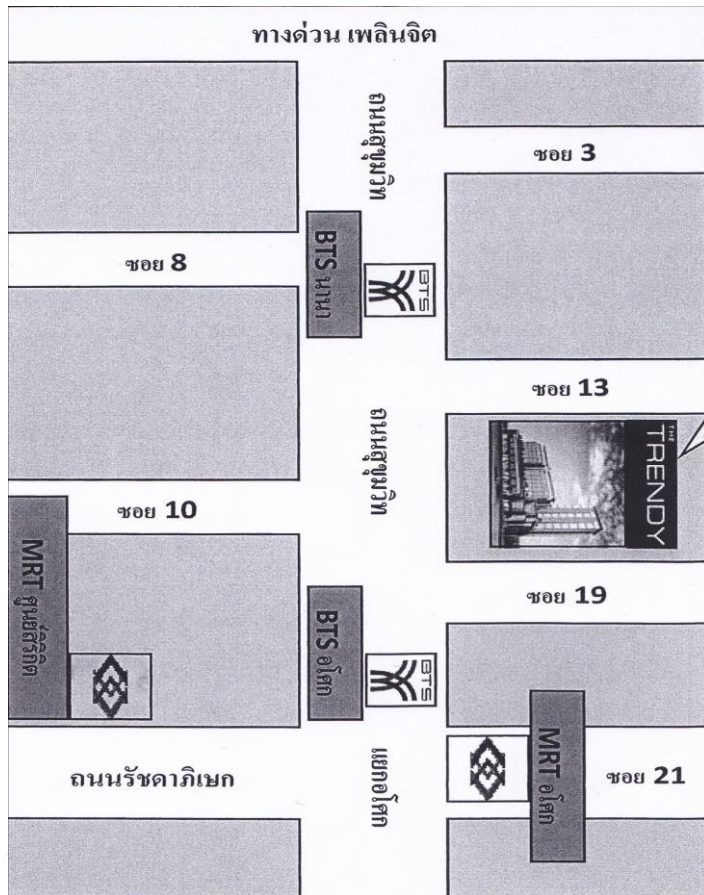 ทางด่วน เพลินจิต
ถนนสุขุมวิท
ซอย 3
BTS นานา
BTS
ซอย 8
ซอย 13
ถนนสุขุมวิท
THE TRENDY
ซอย 10
MRT ศูนย์สิริกิต
BTS อโศก
BTS
ซอย 19
ถนนรัชดาภิเษก
แยกอโศก
MRT อโศก
ซอย 21